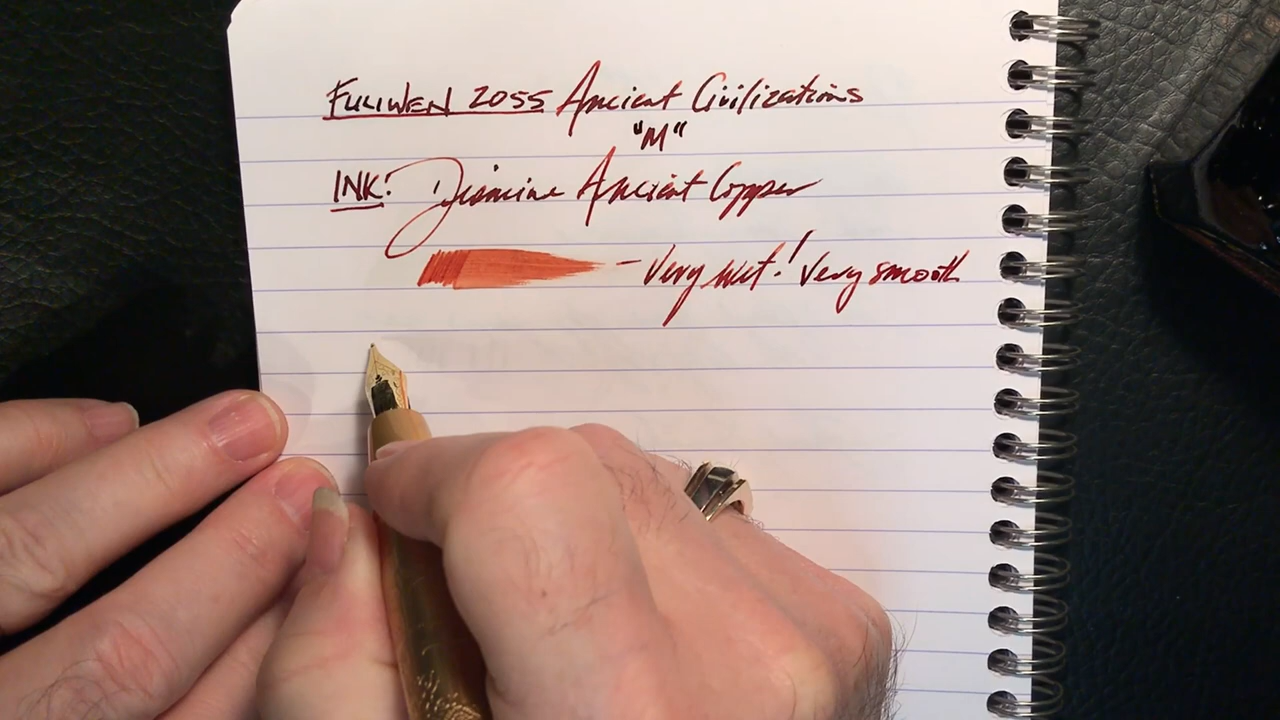 FULIWEN 2055 Ancient Civilizations
"M"
INK: Diamine Ancient Copper
- Very wet! Very smooth